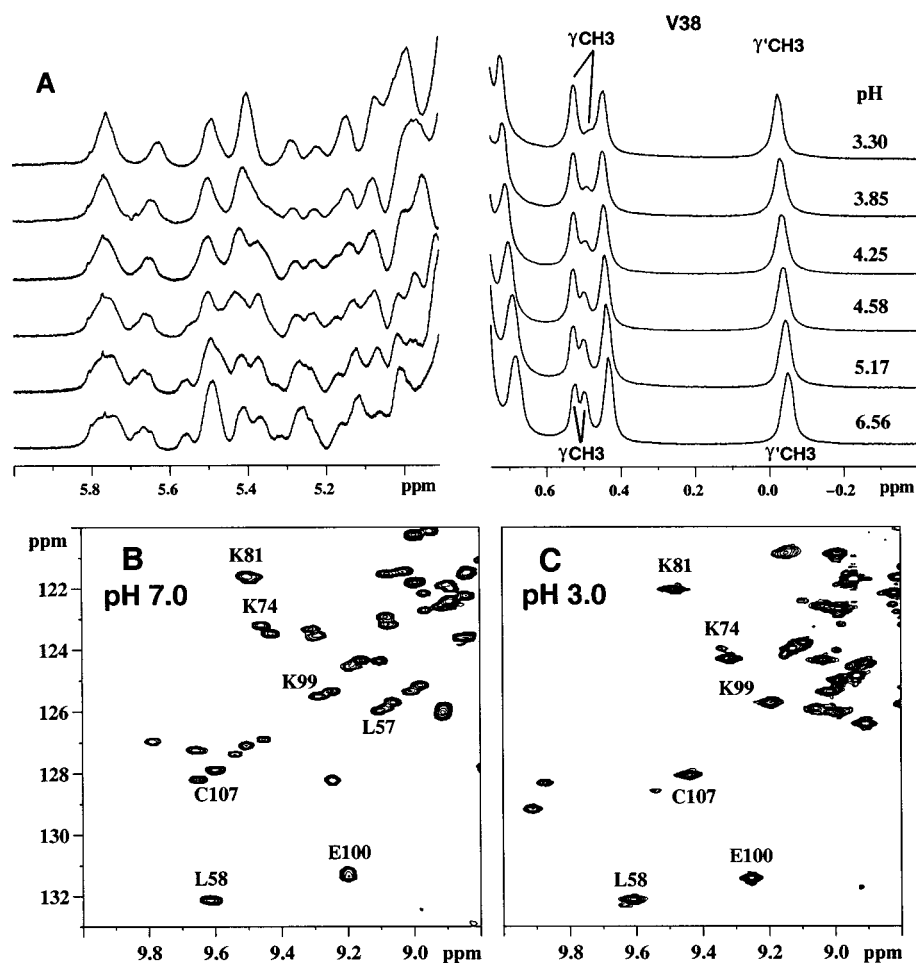 V38
γCH3
γ'CH3
A
pH
3.30
3.85
4.25
4.58
5.17
6.56
γCH3
γ'CH3
5.8
5.6
5.4
5.2
ppm
0.6
0.4
0.2
0.0
−0.2
ppm
ppm
B
pH 7.0
K81
K74
K99
L57
C107
E100
L58
122
124
126
128
130
132
9.8
9.6
9.4
9.2
9.0
ppm
C
pH 3.0
K81
K74
K99
C107
E100
L58
9.8
9.6
9.4
9.2
9.0
ppm